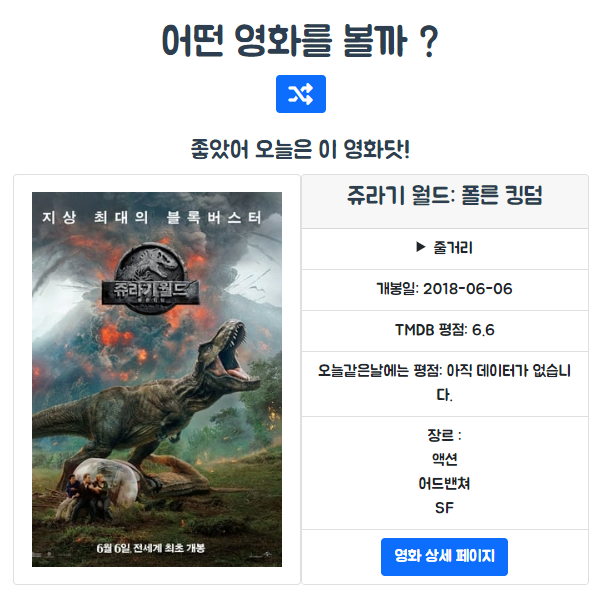 어떤 영화를 볼까 ?
좋았어 오늘은 이 영화닷!
지상 최대의 블록버스터
쥬라기 월드
폴른 킹덤
6월 6일, 전세계 최초 개봉
쥬라기 월드: 폴른 킹덤
▶ 줄거리
개봉일: 2018-06-06
TMDB 평점: 6.6
오늘같은날에는 평점: 아직 데이터가 없습니
다.
장르 :
액션
어드밴쳐
SF
영화 상세 페이지